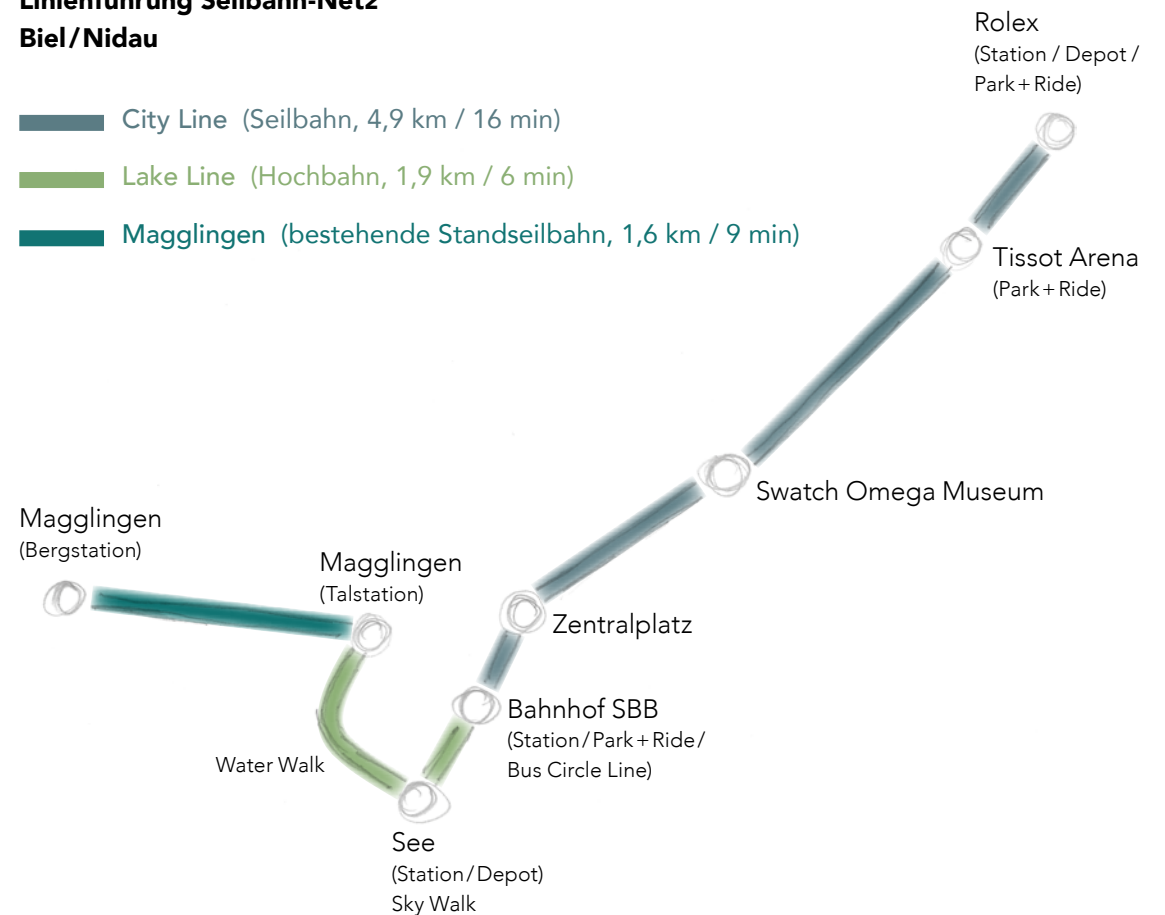 Linienführung Seilbahn-Net2
Biel/Nidau
City Line (Seilbahn, 4,9 km / 16 min)
Lake Line (Hochbahn, 1,9 km / 6 min)
Magglingen (bestehende Standseilbahn, 1,6 km / 9 min)
Rolex
(Station / Depot /
Park+Ride)
Tissot Arena
(Park+Ride)
Swatch Omega Museum
Magglingen
(Bergstation)
Magglingen
(Talstation)
Zentralplatz
Bahnhof SBB
(Station/Park+Ride/
Bus Circle Line)
Water Walk
See
(Station/Depot)
Sky Walk